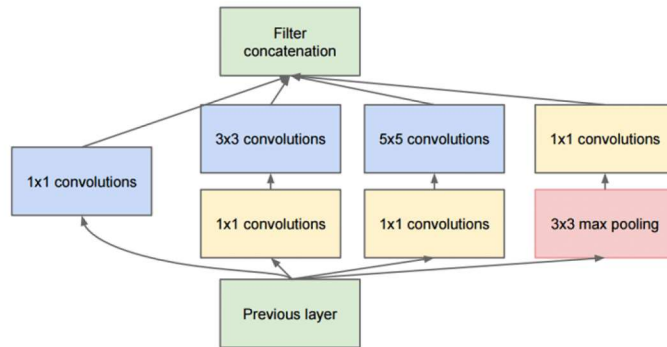 Filter
concatenation
3x3 convolutions
5x5 convolutions
1x1 convolutions
1x1 convolutions
1x1 convolutions
1x1 convolutions
3x3 max pooling
Previous layer